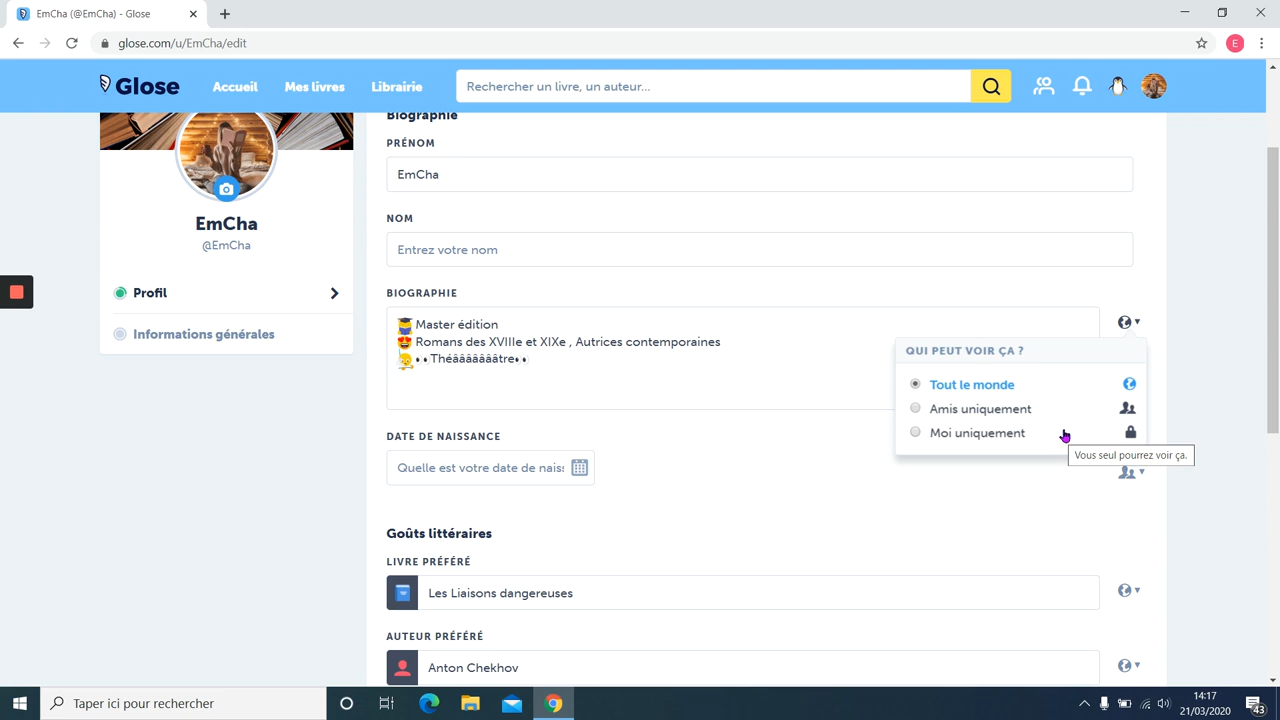 EmCha (@EmCha) - Glose
glose.com/u/EmCha/edit
E
Glose
Accueil
Mes livres
Librairie
Rechercher un livre, un auteur...
EmCha
@EmCha
Profil
Informations générales
Biographie
PRÉNOM
EmCha
NOM
Entrez votre nom
BIOGRAPHIE
Master édition
Romans des XVIIIe et XIXe , Autrices contemporaines
Théâââââââtre
QUI PEUT VOIR ÇA ?
Tout le monde
Amis uniquement
Moi uniquement
Vous seul pourrez voir ça.
DATE DE NAISSANCE
Quelle est votre date de nais
Goûts littéraires
LIVRE PRÉFÉRÉ
Les Liaisons dangereuses
AUTEUR PRÉFÉRÉ
Anton Chekhov
Taper ici pour rechercher
14:17
21/03/2020
43